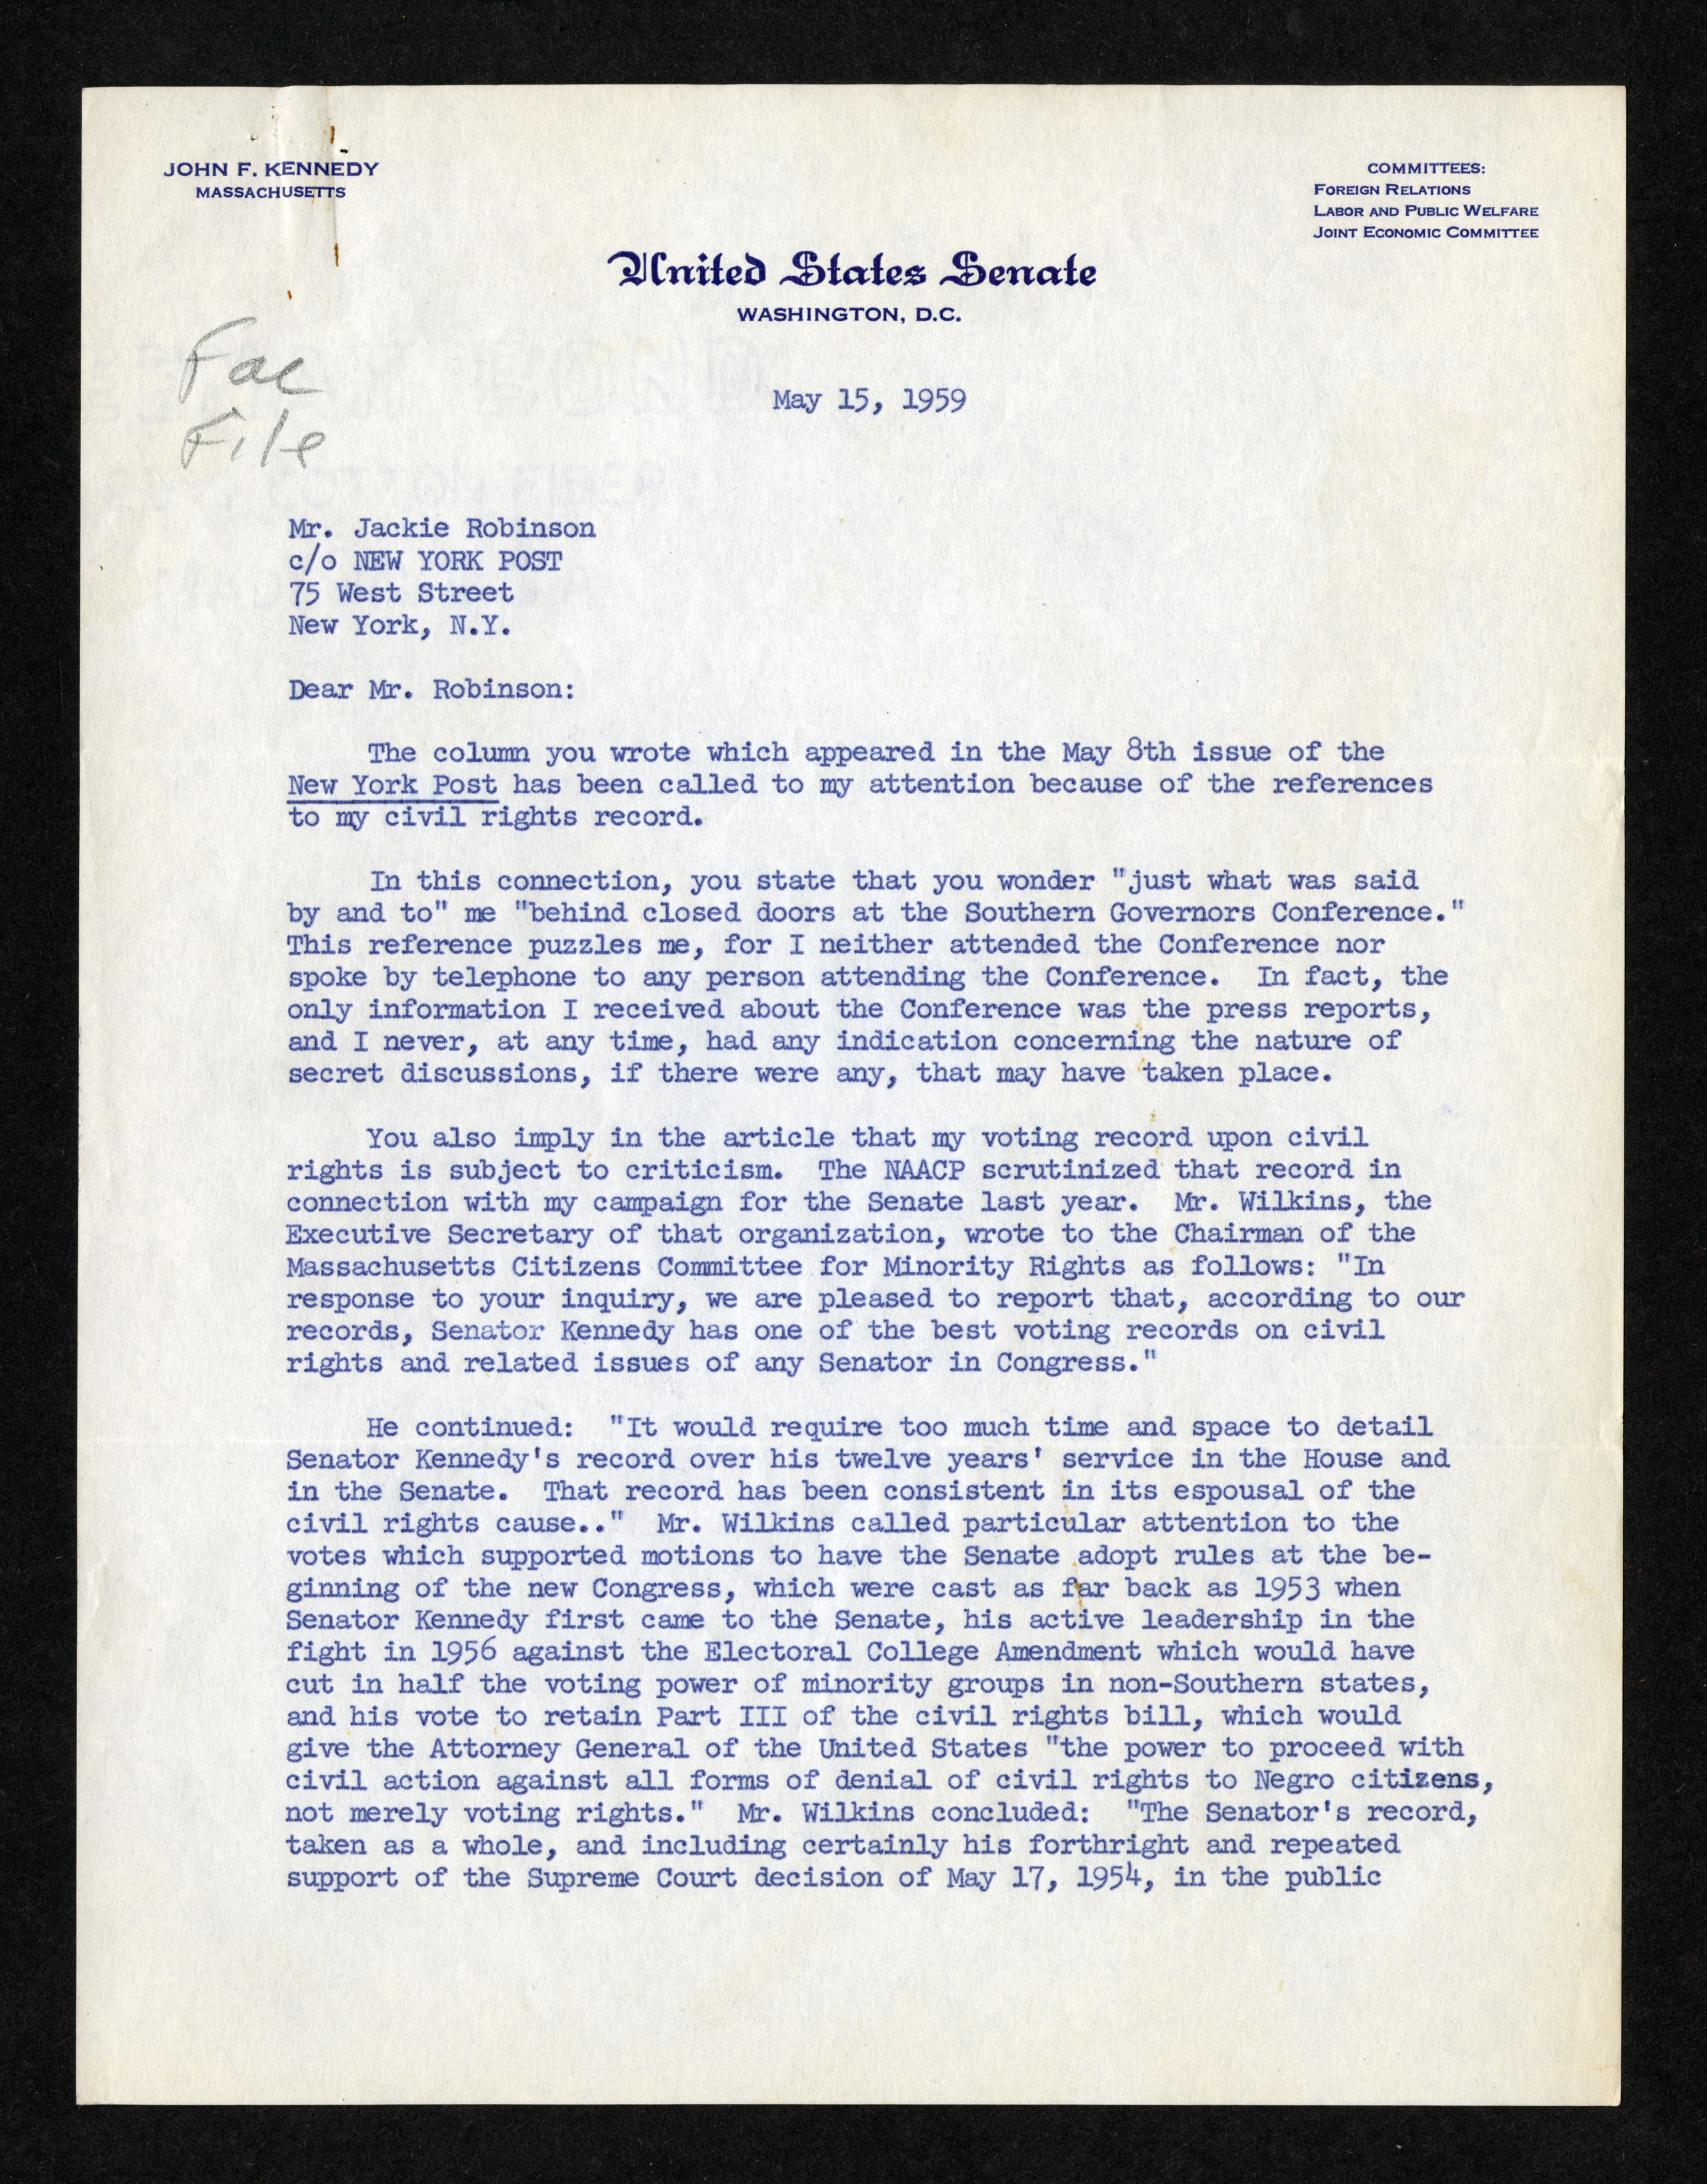 JOHN F. KENNEDY
MASSACHUSETTS
COMMITTEES:
FOREIGN RELATIONS
LABOR AND PUBLIC WELFARE
JOINT ECONOMIC COMMITTEE
United States Senate
WASHINGTON, D.C.
File
May 15, 1959
Mr. Jackie Robinson
c/o NEW YORK POST
75 West Street
New York, N.Y.
Dear Mr. Robinson:
The column you wrote which appeared in the May 8th issue of the
New York Post has been called to my attention because of the references
to my civil rights record.
In this connection, you state that you wonder "just what was said
by and to" me "behind closed doors at the Southern Governors Conference."
This reference puzzles me, for I neither attended the Conference nor
spoke by telephone to any person attending the Conference. In fact, the
only information I received about the Conference was the press reports,
and I never, at any time, had any indication concerning the nature of
secret discussions, if there were any, that may have taken place.
You also imply in the article that my voting record upon civil
rights is subject to criticism. The NAACP scrutinized that record in
connection with my campaign for the Senate last year. Mr. Wilkins, the
Executive Secretary of that organization, wrote to the Chairman of the
Massachusetts Citizens Committee for Minority Rights as follows: "In
response to your inquiry, we are pleased to report that, according to our
records, Senator Kennedy has one of the best voting records on civil
rights and related issues of any Senator in Congress."
He continued: "It would require too much time and space to detail
Senator Kennedy's record over his twelve years' service in the House and
in the Senate. That record has been consistent in its espousal of the
civil rights cause.." Mr. Wilkins called particular attention to the
votes which supported motions to have the Senate adopt rules at the be-
ginning of the new Congress, which were cast as far back as 1953 when
Senator Kennedy first came to the Senate, his active leadership in the
fight in 1956 against the Electoral College Amendment which would have
cut in half the voting power of minority groups in non-Southern states,
and his vote to retain Part III of the civil rights bill, which would
give the Attorney General of the United States "the power to proceed with
civil action against all forms of denial of civil rights to Negro citizens,
not merely voting rights." Mr. Wilkins concluded: "The Senator's record,
taken as a whole, and including certainly his forthright and repeated
support of the Supreme Court decision of May 17, 1954, in the public